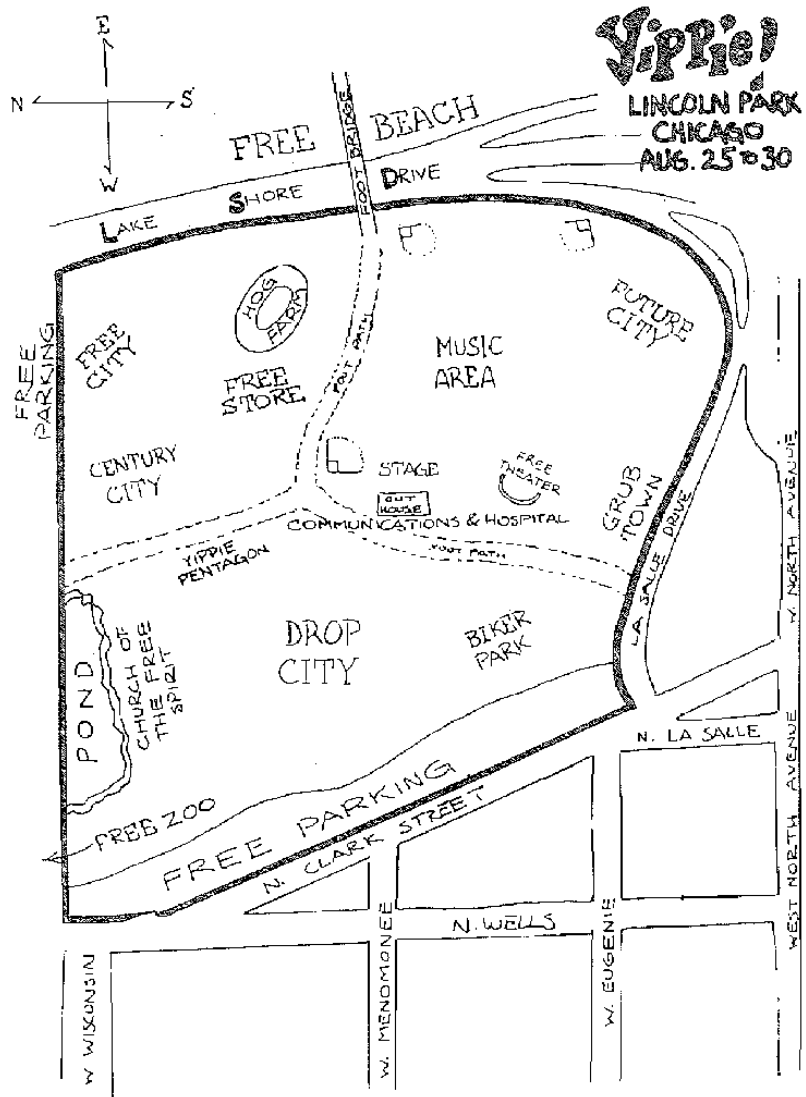 Yippie!
LINCOLN PARK
CHICAGO
AUG. 25 TO 30
E
N
S
W
FREE BEACH
FOOT BRIDGE
LAKE SHORE DRIVE
FREE
PARKING
FREE
CITY
HOG
FARM
FREE
STORE
FOOT PATH
MUSIC
AREA
FUTURE
CITY
CENTURY
CITY
STAGE
FREE
THEATER
OUT
HOUSE
COMMUNICATIONS & HOSPITAL
GRUB
TOWN
LA SALLE DRIVE
W. NORTH AVENUE
YIPPIE
PENTAGON
FOOT PATH
POND
CHURCH OF
THE FREE
SPIRIT
DROP
CITY
BIKER
PARK
FREE ZOO
FREE PARKING
N. CLARK STREET
N. LA SALLE
N. WELLS
W WISCONSIN
W. MENOMONEE
W. EUGENIE
WEST NORTH AVENUE